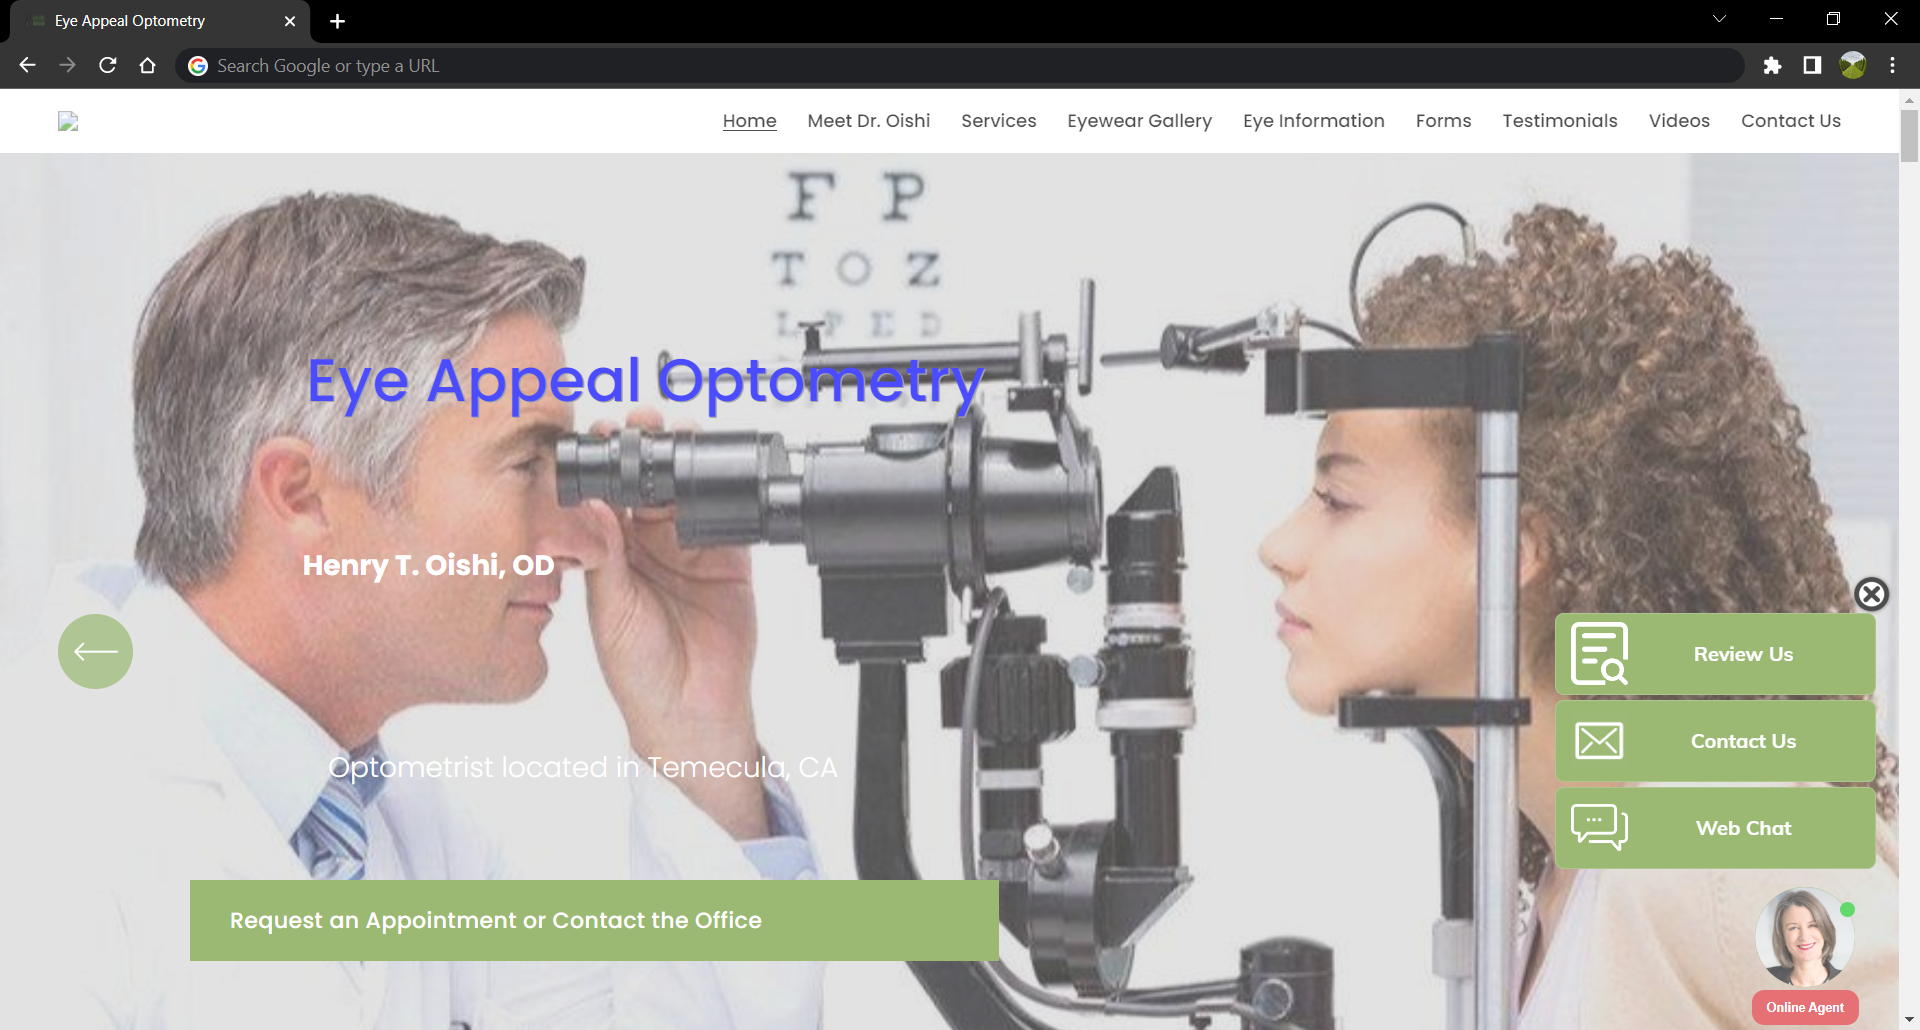 Eye Appeal Optometry
Search Google or type a URL
Home Meet Dr. Oishi Services Eyewear Gallery Eye Information Forms Testimonials Videos Contact Us
F P
T O Z
L P E D
Eye Appeal Optometry
Henry T. Oishi, OD
Review Us
Contact Us
Optometrist located in Temecula, CA
Web Chat
Request an Appointment or Contact the Office
Online Agent